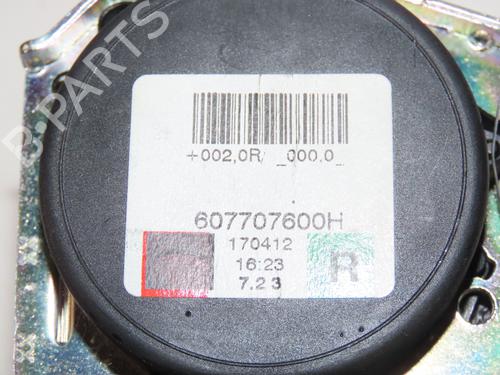 B-PARTS
+002,0R/ _000.0_
607707600H
170412
16:23
R
7.2 3